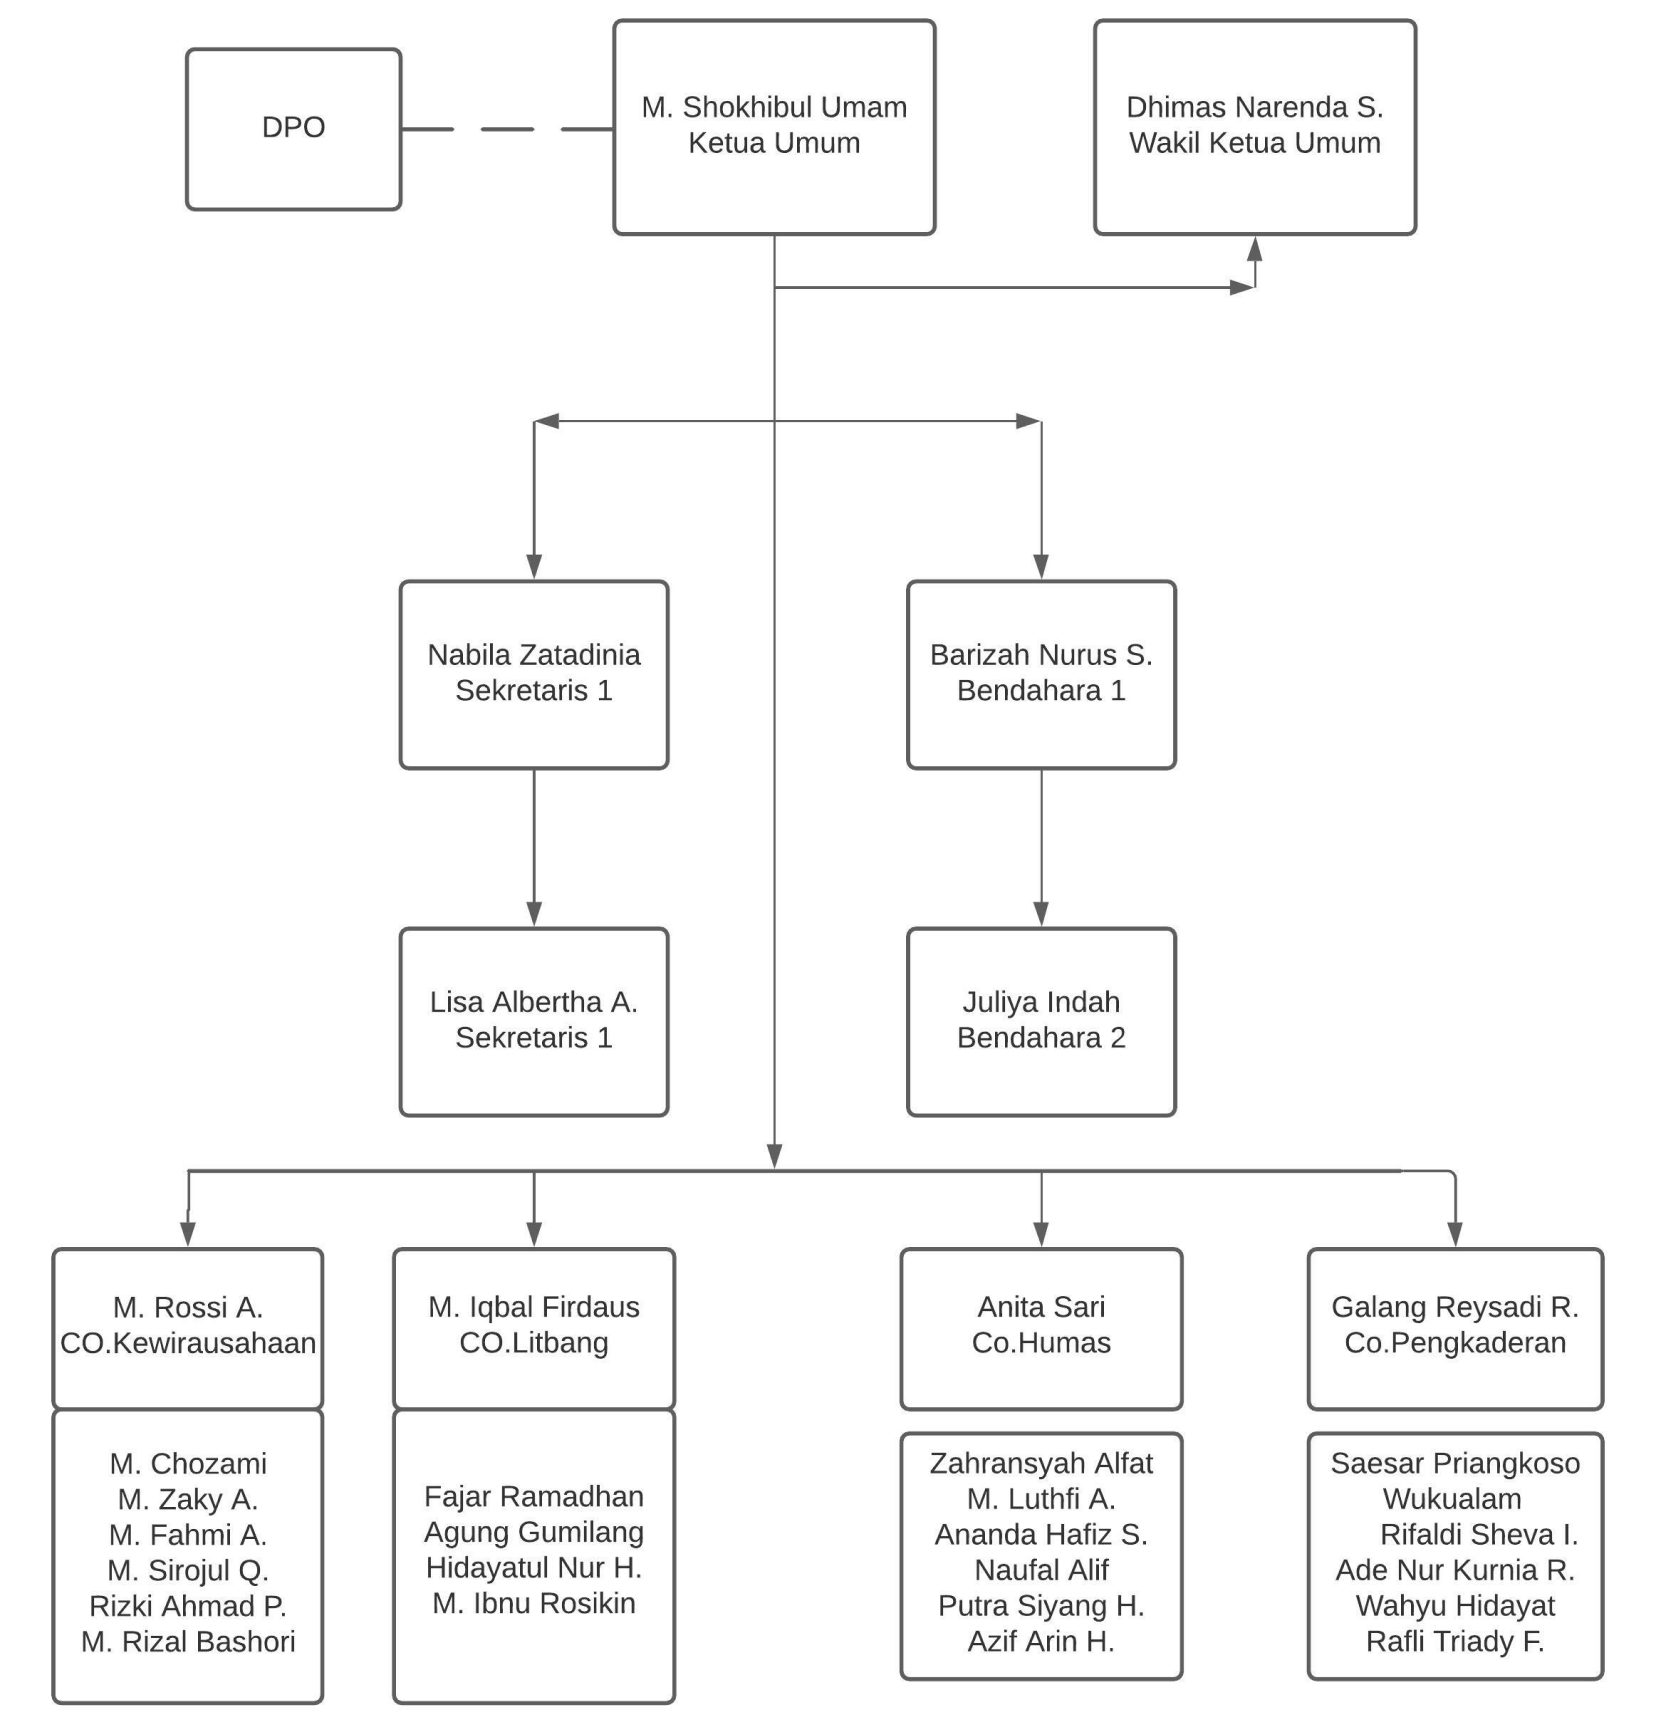 DPO
M. Shokhibul Umam
Ketua Umum
Dhimas Narenda S.
Wakil Ketua Umum
Nabila Zatadinia
Sekretaris 1
Barizah Nurus S.
Bendahara 1
Lisa Albertha A.
Sekretaris 1
Juliya Indah
Bendahara 2
M. Rossi A.
CO.Kewirausahaan
M. Iqbal Firdaus
CO.Litbang
Anita Sari
Co.Humas
Galang Reysadi R.
Co.Pengkaderan
M. Chozami
M. Zaky A.
M. Fahmi A.
M. Sirojul Q.
Rizki Ahmad P.
M. Rizal Bashori
Fajar Ramadhan
Agung Gumilang
Hidayatul Nur H.
M. Ibnu Rosikin
Zahransyah Alfat
M. Luthfi A.
Ananda Hafiz S.
Naufal Alif
Putra Siyang H.
Azif Arin H.
Saesar Priangkoso
Wukualam
Rifaldi Sheva I.
Ade Nur Kurnia R.
Wahyu Hidayat
Rafli Triady F.